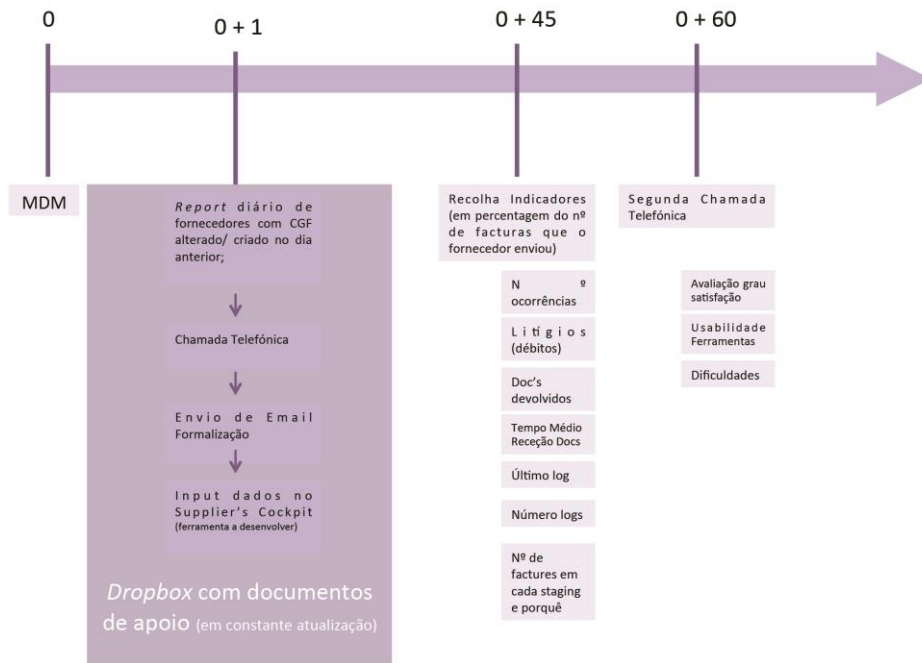 0
0 + 1
0 + 45
0 + 60
MDM
Report diário de
fornecedores com CGF
alterado/ criado no dia
anterior;
Chamada Telefónica
Envio de Email
Formalização
Input dados no
Supplier's Cockpit
(ferramenta a desenvolver)
Dropbox com documentos
de apoio (em constante atualização)
Recolha Indicadores
(em percentagem do nº
de facturas que o
fornecedor enviou)
N º
ocorrências
Litígios
(débitos)
Doc's
devolvidos
Tempo Médio
Receção Docs
Último log
Número logs
Nº de
factures em
cada staging
e porquê
Segunda Chamada
Telefónica
Avaliação grau
satisfação
Usabilidade
Ferramentas
Dificuldades